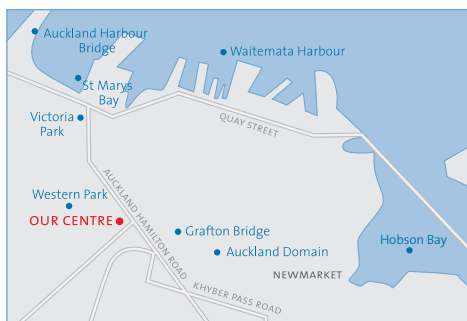 Auckland Harbour
Bridge
Waitemata Harbour
St Marys
Bay
Victoria
Park
QUAY STREET
AUCKLAND HAMILTON ROAD
Western Park
OUR CENTRE
Grafton Bridge
Auckland Domain
Hobson Bay
NEWMARKET
KHYBER PASS ROAD